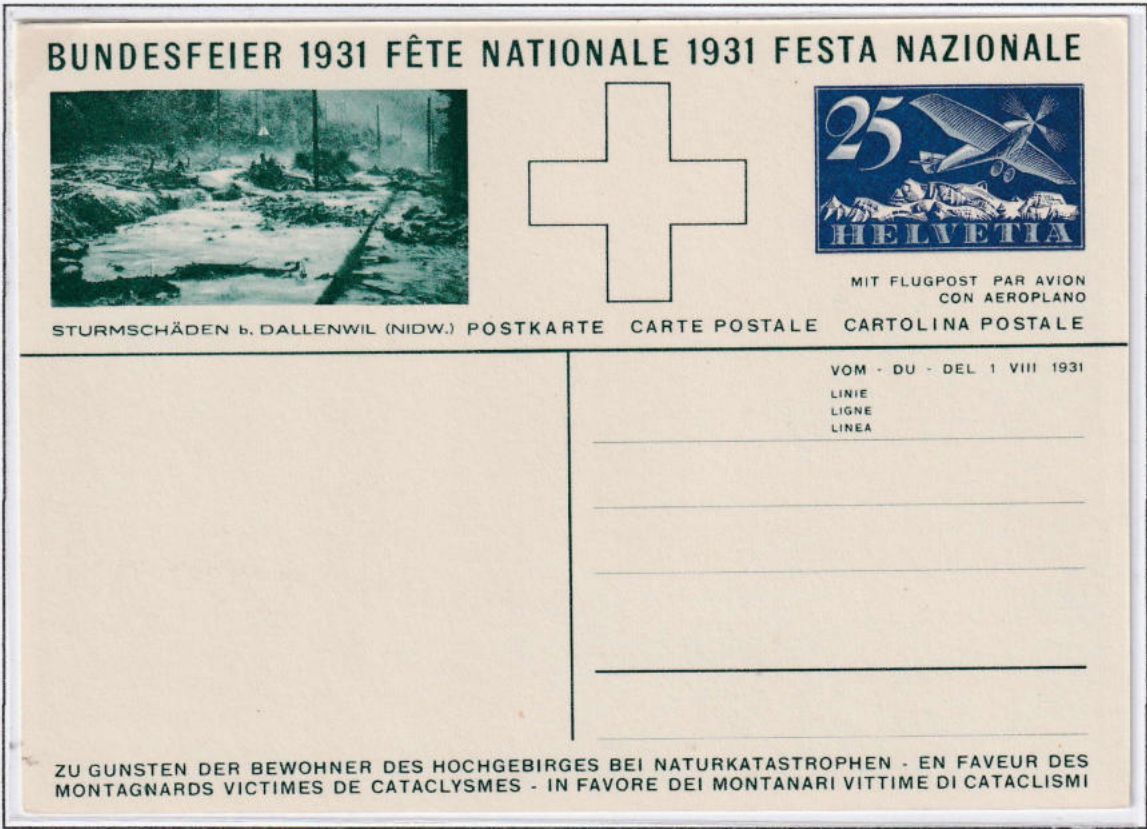 BUNDESFEIER 1931 FÊTE NATIONALE 1931 FESTA NAZIONALE
25
HELVETIA
MIT FLUGPOST PAR AVION
CON AEROPLANO
STURMSCHÄDEN b. DALLENWIL (NIDW.) POSTKARTE CARTE POSTALE CARTOLINA POSTALE
VOM - DU - DEL 1 VIII 1931
LINIE
LIGNE
LINEA
ZU GUNSTEN DER BEWOHNER DES HOCHGEBIRGES BEI NATURKATASTROPHEN - EN FAVEUR DES
MONTAGNARDS VICTIMES DE CATACLYSMES - IN FAVORE DEI MONTANARI VITTIME DI CATACLISMI